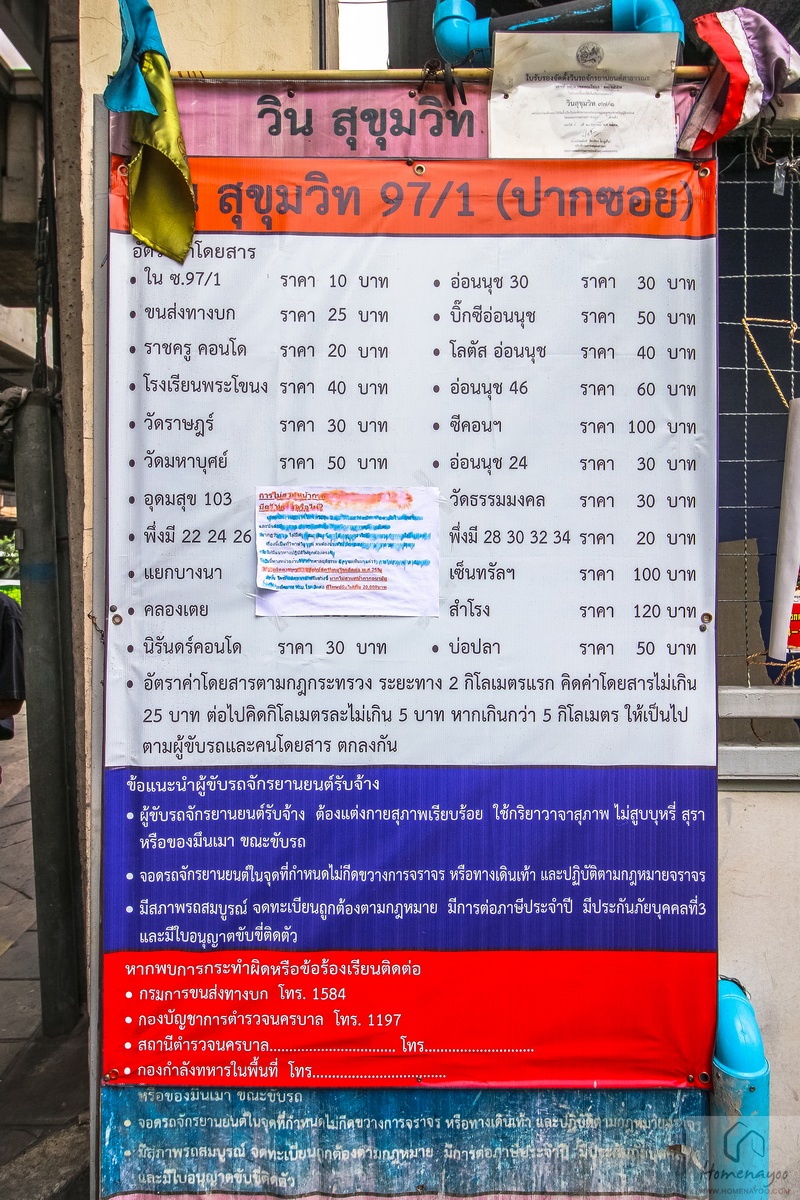 วิน สุขุมวิท
ใบรับรองจัดตั้งวินรถจักรยานยนต์สาธารณะ
สุขุมวิท 97/1 (ปากซอย)
โดยสาร
ใน ซ.97/1 ราคา 10 บาท
ขนส่งทางบก ราคา 25 บาท
ราชครู คอนโด ราคา 20 บาท
โรงเรียนพระโขนง ราคา 40 บาท
วัดราษฎร์ ราคา 30 บาท
วัดมหาบุศย์ ราคา 50 บาท
อุดมสุข 103
พึ่งมี 22 24 26
แยกบางนา
คลองเตย
นิรันดร์คอนโด ราคา 30 บาท
อ่อนนุช 30 ราคา 30 บาท
บิ๊กซีอ่อนนุช ราคา 50 บาท
โลตัส อ่อนนุช ราคา 40 บาท
อ่อนนุช 46 ราคา 60 บาท
ซีคอนฯ ราคา 100 บาท
อ่อนนุช 24 ราคา 30 บาท
วัดธรรมมงคล ราคา 30 บาท
พึ่งมี 28 30 32 34 ราคา 20 บาท
เซ็นทรัลฯ ราคา 100 บาท
สำโรง ราคา 120 บาท
บ่อปลา ราคา 50 บาท
อัตราค่าโดยสารตามกฎกระทรวง ระยะทาง 2 กิโลเมตรแรก คิดค่าโดยสารไม่เกิน
25 บาท ต่อไปคิดกิโลเมตรละไม่เกิน 5 บาท หากเกินกว่า 5 กิโลเมตร ให้เป็นไป
ตามผู้ขับรถและคนโดยสาร ตกลงกัน
ข้อแนะนำผู้ขับรถจักรยานยนต์รับจ้าง
ผู้ขับรถจักรยานยนต์รับจ้าง ต้องแต่งกายสุภาพเรียบร้อย ใช้กริยาวาจาสุภาพ ไม่สูบบุหรี่ สุรา
หรือของมึนเมา ขณะขับรถ
จอดรถจักรยานยนต์ในจุดที่กำหนดไม่กีดขวางการจราจร หรือทางเดินเท้า และปฏิบัติตามกฎหมายจราจร
มีสภาพรถสมบูรณ์ จดทะเบียนถูกต้องตามกฎหมาย มีการต่อภาษีประจำปี มีประกันภัยบุคคลที่3
และมีใบอนุญาตขับขี่ติดตัว
หากพบการกระทำผิดหรือข้อร้องเรียนติดต่อ
กรมการขนส่งทางบก โทร. 1584
กองบัญชาการตำรวจนครบาล โทร. 1197
สถานีตำรวจนครบาล.............................. โทร..........................
กองกำลังทหารในพื้นที่ โทร................................
หรือของมึนเมา ขณะขับรถ
จอดรถจักรยานยนต์ในจุดที่กำหนดไม่กีดขวางการจราจร หรือทางเดินเท้า และปฏิบัติตามกฎหมาย
มีสภาพรถสมบูรณ์ จดทะเบียนถูกต้องตามกฎหมาย มีการต่อภาษีประจำปี
และมีใบอนุญาตขับขี่ติดตัว
Homenayoo
WWW.HOMENAYOO.COM